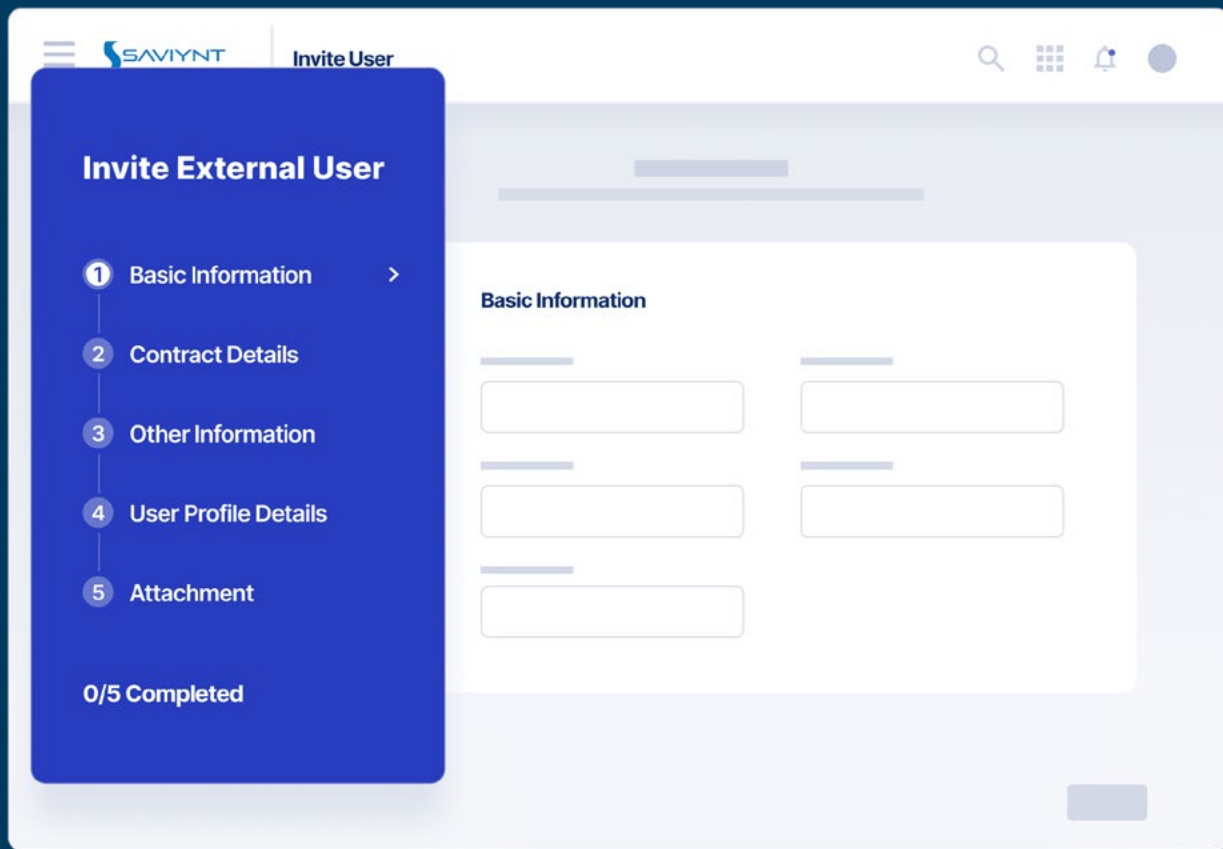 SAVIYNT
Invite User
Invite External User
1 Basic Information >
2 Contract Details
3 Other Information
4 User Profile Details
5 Attachment
0/5 Completed
Basic Information